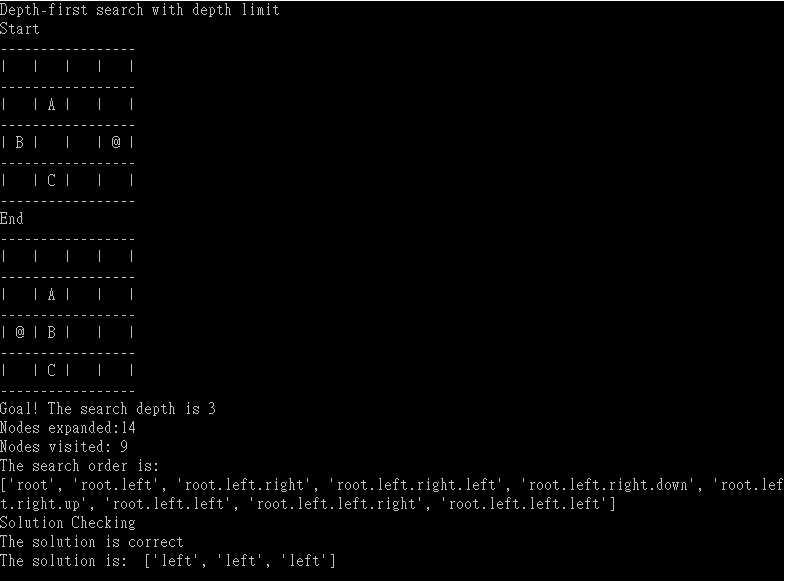 Depth-first search with depth limit
Start
-----------------
|   |   |   |   |
-----------------
|   | A |   |   |
-----------------
| B |   |   | @ |
-----------------
|   | C |   |   |
-----------------
End
-----------------
|   |   |   |   |
-----------------
|   | A |   |   |
-----------------
| @ | B |   |   |
-----------------
|   | C |   |   |
-----------------
Goal! The search depth is 3
Nodes expanded:14
Nodes visited: 9
The search order is:
['root', 'root.left', 'root.left.right', 'root.left.right.left', 'root.left.right.down', 'root.lef
t.right.up', 'root.left.left', 'root.left.left.right', 'root.left.left.left']
Solution Checking
The solution is correct
The solution is:  ['left', 'left', 'left']